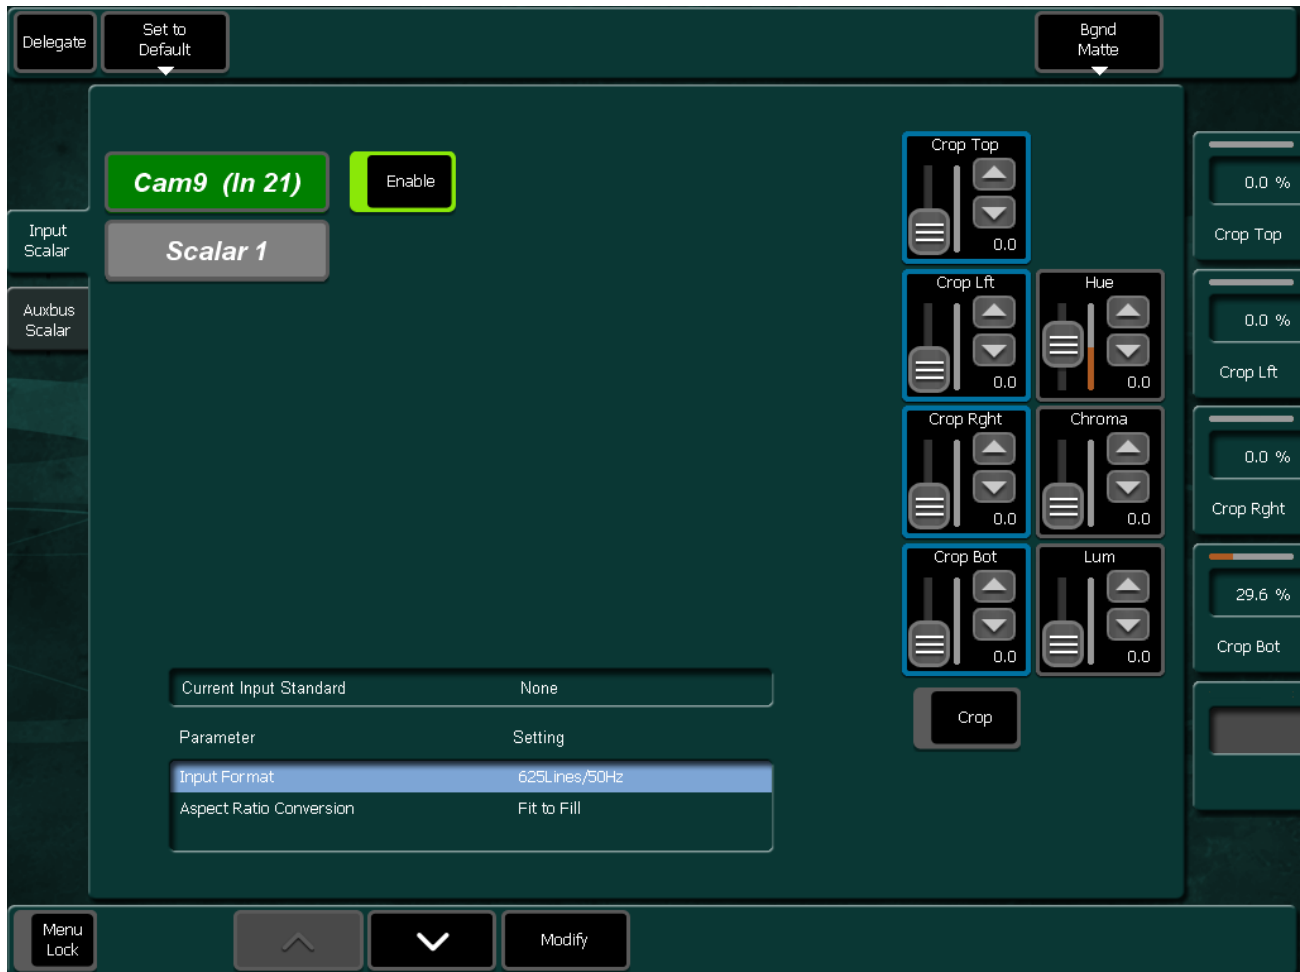 Delegate
Set to
Default
Bgnd
Matte
Cam9 (In 21)
Enable
Scalar 1
Input
Scalar
Auxbus
Scalar
Crop Top
0.0
Crop Lft
0.0
Hue
0.0
Crop Rght
0.0
Chroma
0.0
Crop Bot
0.0
Lum
0.0
Crop
0.0 %
Crop Top
0.0 %
Crop Lft
0.0 %
Crop Rght
29.6 %
Crop Bot
Current Input Standard None
Parameter Setting
Input Format 625Lines/50Hz
Aspect Ratio Conversion Fit to Fill
Menu
Lock
Modify